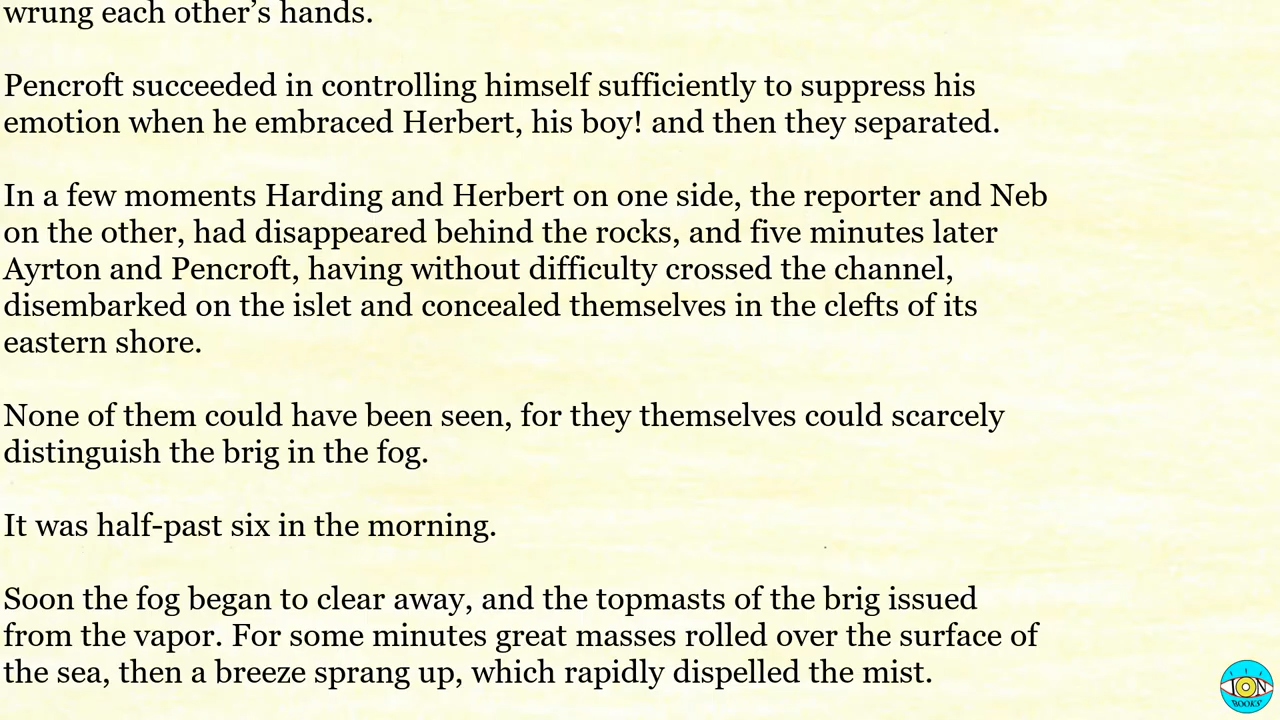 wrung each other’s hands.
Pencroft succeeded in controlling himself sufficiently to suppress his
emotion when he embraced Herbert, his boy! and then they separated.
In a few moments Harding and Herbert on one side, the reporter and Neb
on the other, had disappeared behind the rocks, and five minutes later
Ayrton and Pencroft, having without difficulty crossed the channel,
disembarked on the islet and concealed themselves in the clefts of its
eastern shore.
None of them could have been seen, for they themselves could scarcely
distinguish the brig in the fog.
It was half-past six in the morning.
Soon the fog began to clear away, and the topmasts of the brig issued
from the vapor. For some minutes great masses rolled over the surface of
the sea, then a breeze sprang up, which rapidly dispelled the mist.
ION
BOOKS